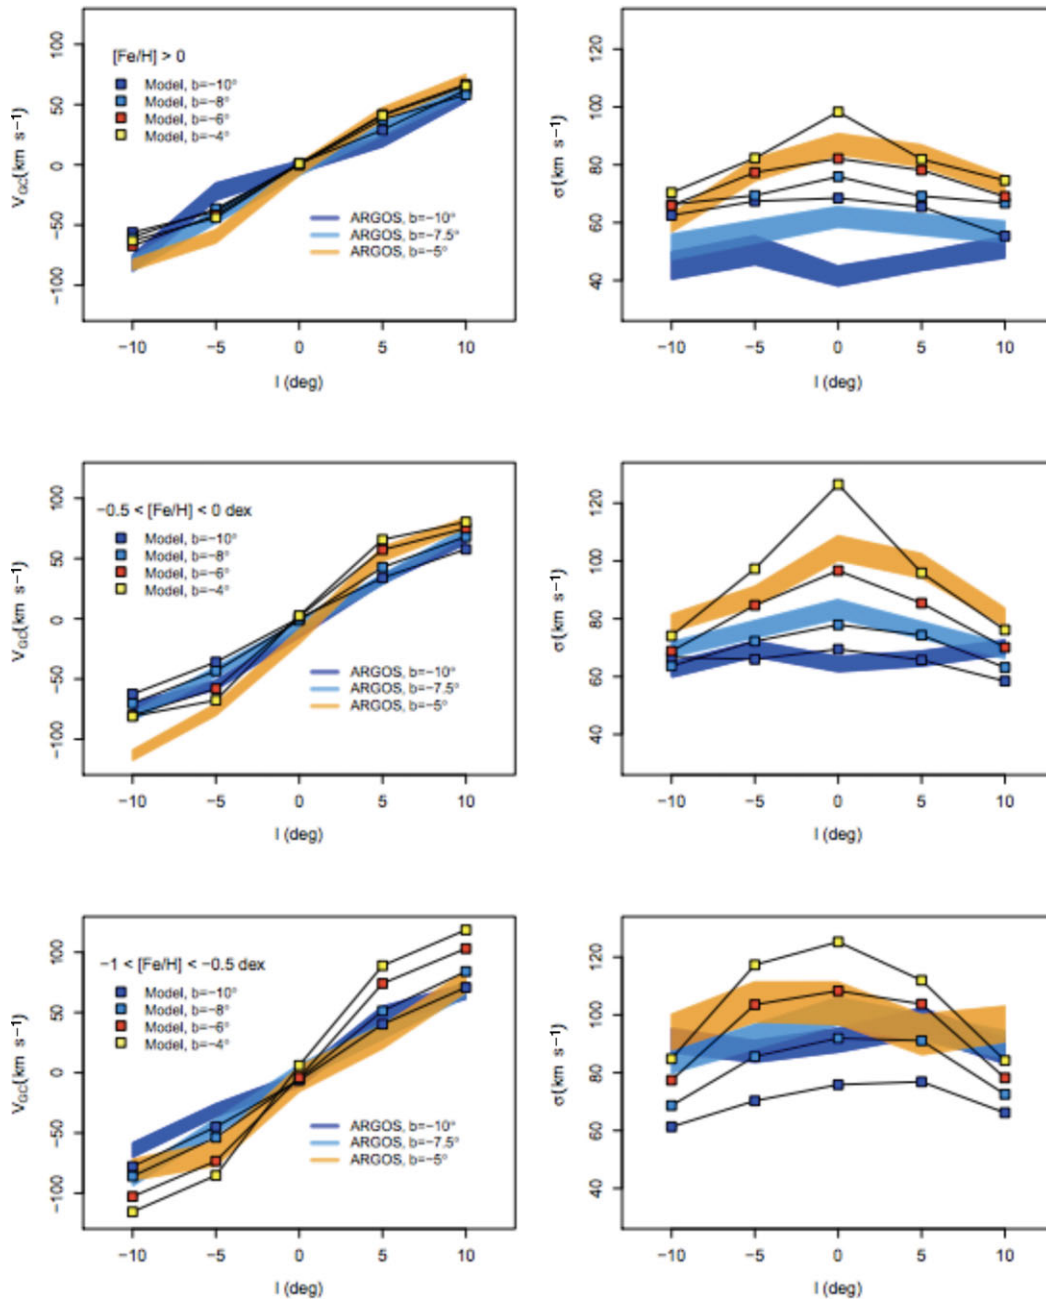 [Fe/H] > 0
Model, b=−10°
Model, b=−8°
Model, b=−6°
Model, b=−4°
ARGOS, b=−10°
ARGOS, b=−7.5°
ARGOS, b=−5°
V_GC(km s⁻¹)
−100
−50
0
50
100
−10
−5
0
5
10
l (deg)
σ(km s⁻¹)
40
60
80
100
120
−10
−5
0
5
10
l (deg)
−0.5 < [Fe/H] < 0 dex
Model, b=−10°
Model, b=−8°
Model, b=−6°
Model, b=−4°
ARGOS, b=−10°
ARGOS, b=−7.5°
ARGOS, b=−5°
V_GC(km s⁻¹)
−100
−50
0
50
100
−10
−5
0
5
10
l (deg)
σ(km s⁻¹)
40
60
80
100
120
−10
−5
0
5
10
l (deg)
−1 < [Fe/H] < −0.5 dex
Model, b=−10°
Model, b=−8°
Model, b=−6°
Model, b=−4°
ARGOS, b=−10°
ARGOS, b=−7.5°
ARGOS, b=−5°
V_GC(km s⁻¹)
−100
−50
0
50
100
−10
−5
0
5
10
l (deg)
σ(km s⁻¹)
40
60
80
100
120
−10
−5
0
5
10
l (deg)